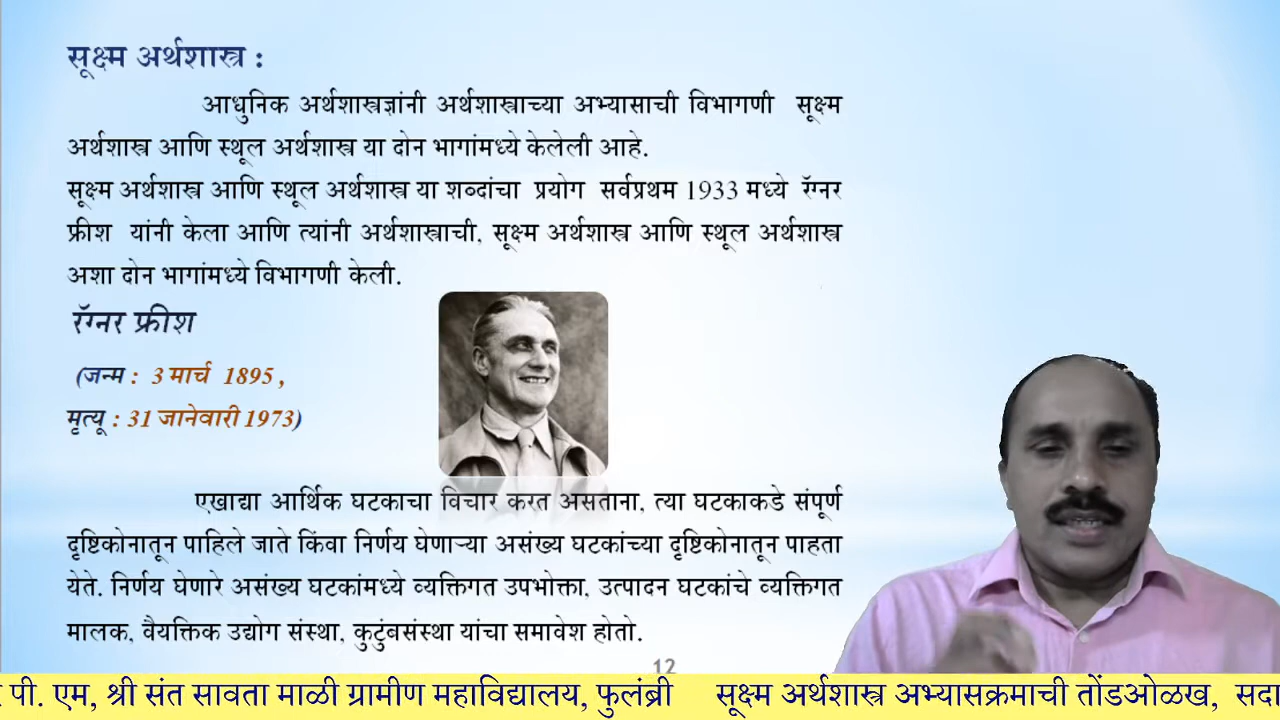 सूक्ष्म अर्थशास्त्र :
आधुनिक अर्थशास्त्रज्ञांनी अर्थशास्त्राच्या अभ्यासाची विभागणी सूक्ष्म
अर्थशास्त्र आणि स्थूल अर्थशास्त्र या दोन भागांमध्ये केलेली आहे.
सूक्ष्म अर्थशास्त्र आणि स्थूल अर्थशास्त्र या शब्दांचा प्रयोग सर्वप्रथम 1933 मध्ये रॅग्नर
फ्रीश यांनी केला आणि त्यांनी अर्थशास्त्राची, सूक्ष्म अर्थशास्त्र आणि स्थूल अर्थशास्त्र
अशा दोन भागांमध्ये विभागणी केली.
रॅग्नर फ्रीश
(जन्म : 3 मार्च 1895 ,
मृत्यू : 31 जानेवारी 1973)
एखाद्या आर्थिक घटकाचा विचार करत असताना, त्या घटकाकडे संपूर्ण
दृष्टिकोनातून पाहिले जाते किंवा निर्णय घेणाऱ्या असंख्य घटकांच्या दृष्टिकोनातून पाहता
येते. निर्णय घेणारे असंख्य घटकांमध्ये व्यक्तिगत उपभोक्ता, उत्पादन घटकांचे व्यक्तिगत
मालक, वैयक्तिक उद्योग संस्था, कुटुंबसंस्था यांचा समावेश होतो.
12
पी. एम, श्री संत सावता माळी ग्रामीण महाविद्यालय, फुलंब्री सूक्ष्म अर्थशास्त्र अभ्यासक्रमाची तोंडओळख, सदा